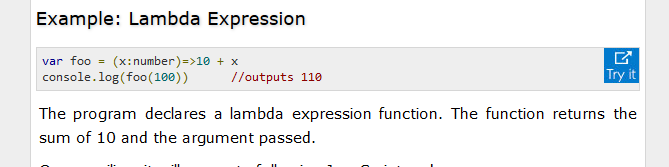 Example: Lambda Expression
var foo = (x:number)=>10 + x
console.log(foo(100))      //outputs 110
Try it
The program declares a lambda expression function. The function returns the
sum of 10 and the argument passed.